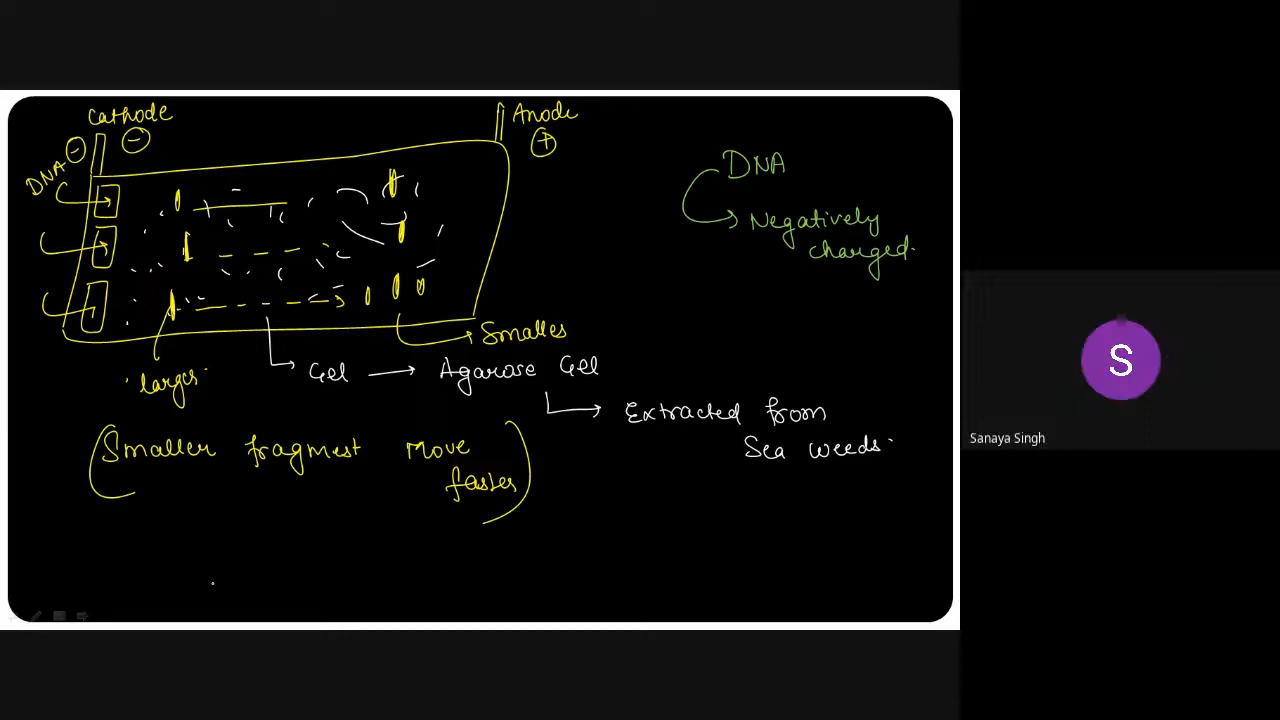 Cathode
Anode
DNA
DNA
Negatively
charged.
Smaller
larger
Gel → Agarose Gel
Extracted from
Sea weeds.
(Smaller fragmest Move
faster)
S
Sanaya Singh